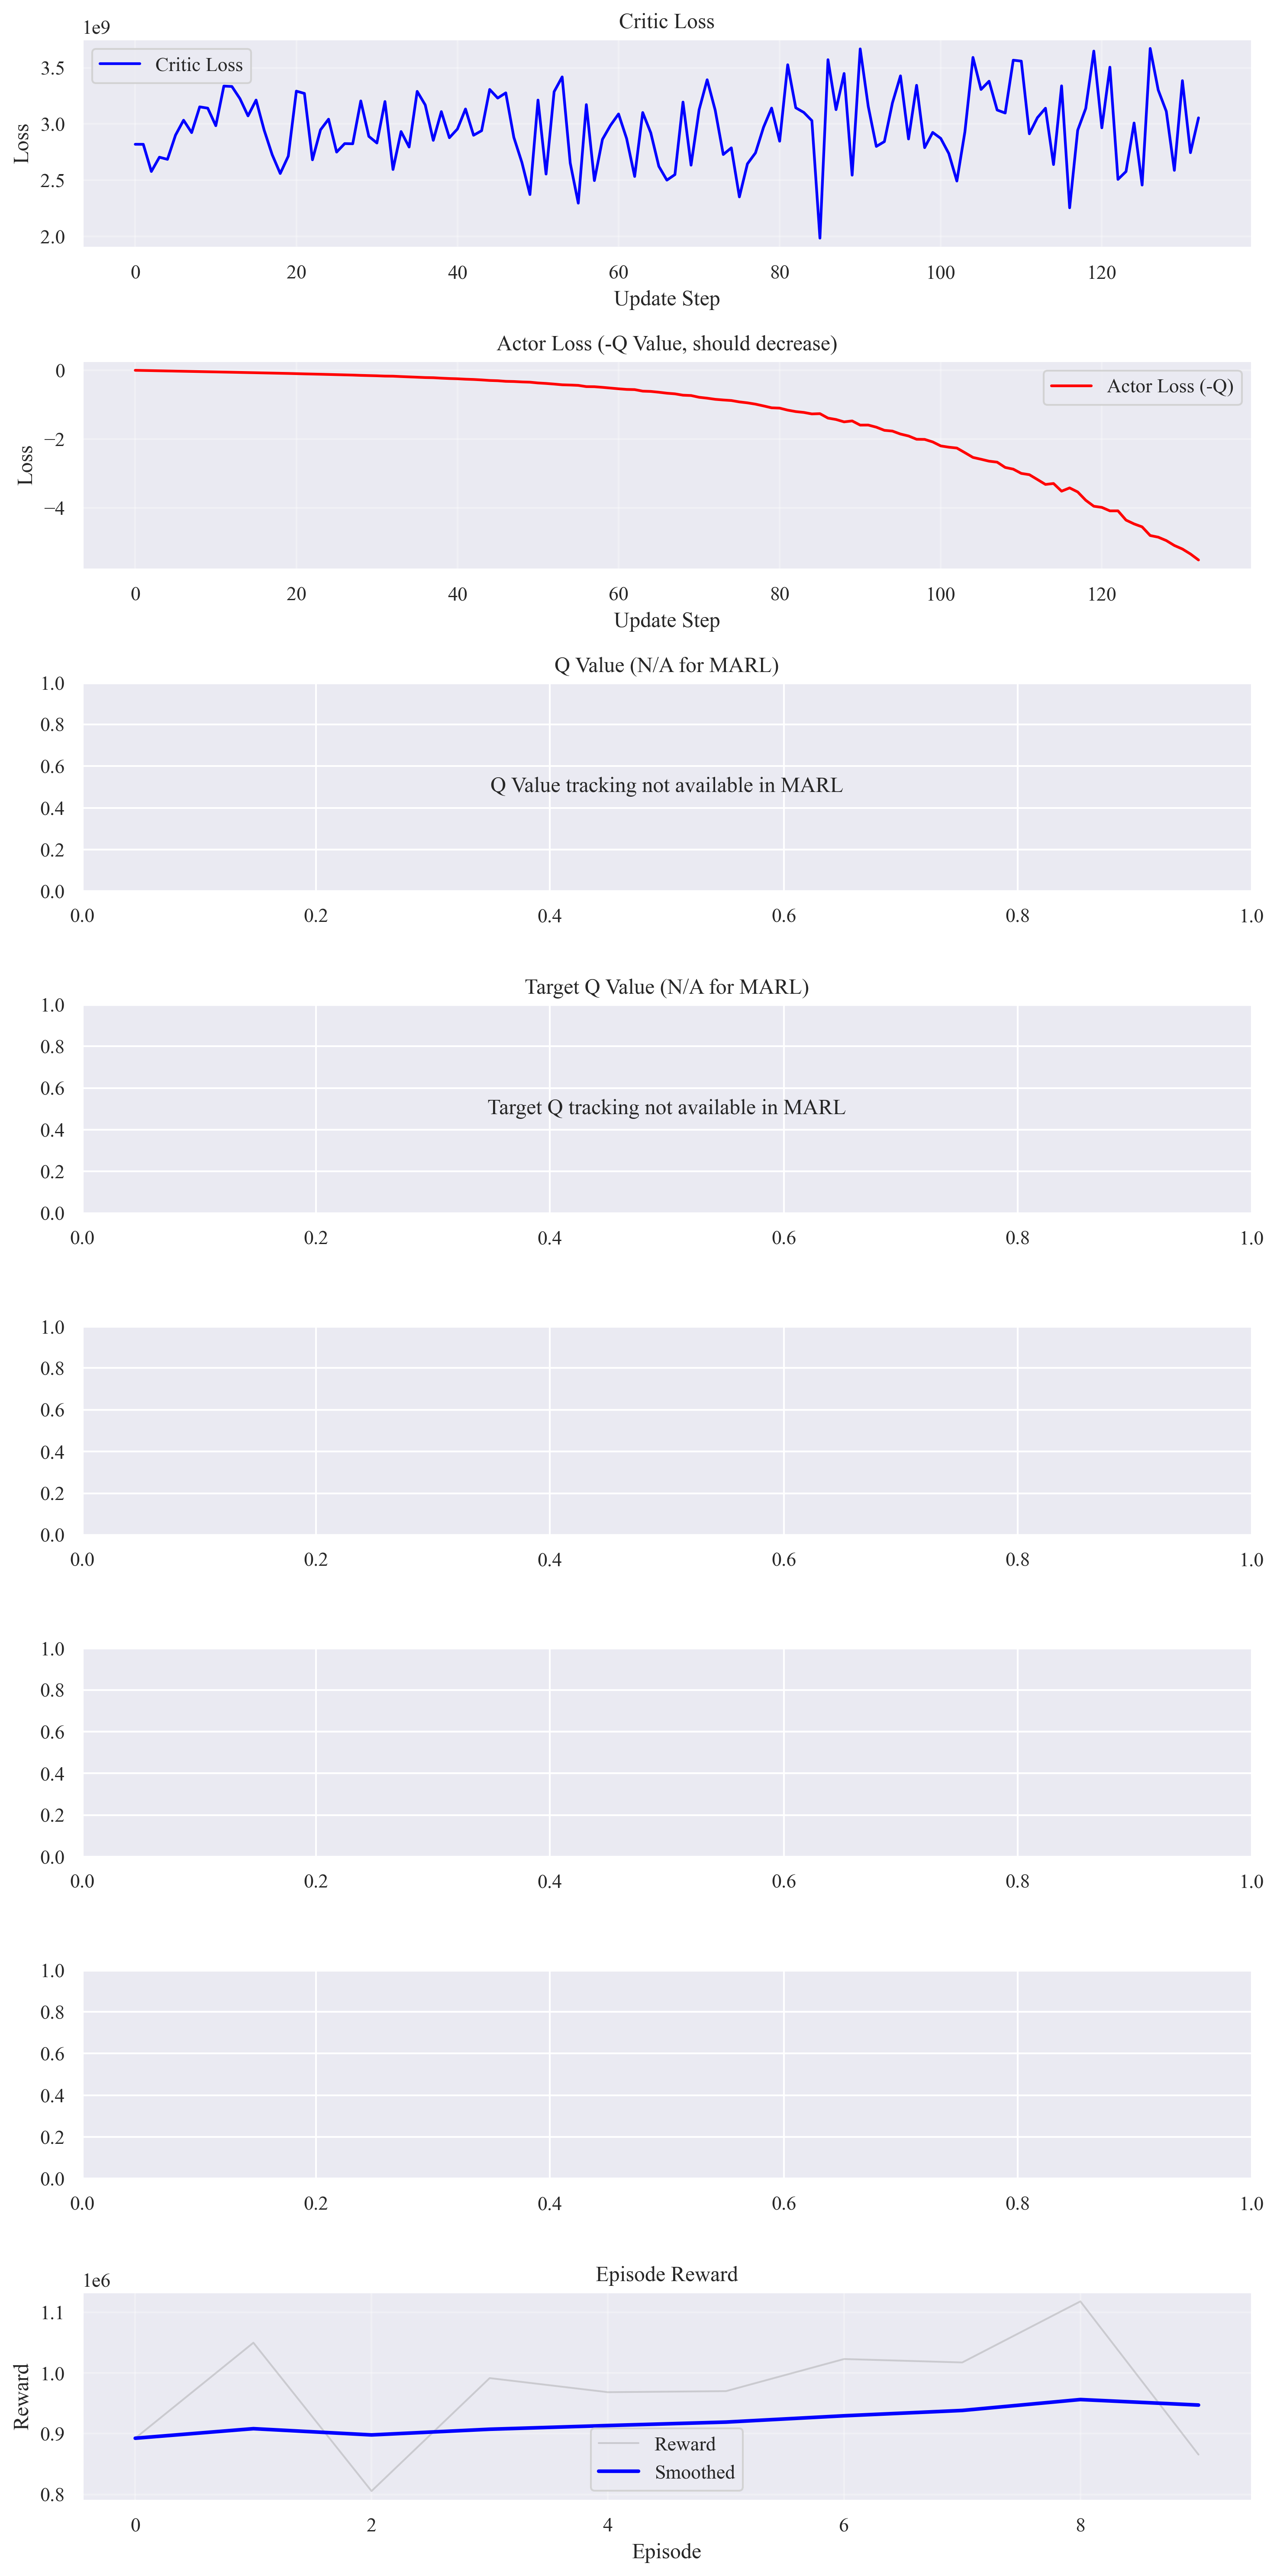 Critic Loss
1e9
Critic Loss
3.5
3.0
2.5
2.0
Loss
0 20 40 60 80 100 120
Update Step
Actor Loss (-Q Value, should decrease)
Actor Loss (-Q)
0
−2
−4
Loss
0 20 40 60 80 100 120
Update Step
Q Value (N/A for MARL)
1.0
0.8
0.6
Q Value tracking not available in MARL
0.4
0.2
0.0
0.0 0.2 0.4 0.6 0.8 1.0
Target Q Value (N/A for MARL)
1.0
0.8
0.6
Target Q tracking not available in MARL
0.4
0.2
0.0
0.0 0.2 0.4 0.6 0.8 1.0
1.0
0.8
0.6
0.4
0.2
0.0
0.0 0.2 0.4 0.6 0.8 1.0
1.0
0.8
0.6
0.4
0.2
0.0
0.0 0.2 0.4 0.6 0.8 1.0
1.0
0.8
0.6
0.4
0.2
0.0
0.0 0.2 0.4 0.6 0.8 1.0
Episode Reward
1e6
1.1
1.0
0.9
0.8
Reward
Reward
Smoothed
0 2 4 6 8
Episode